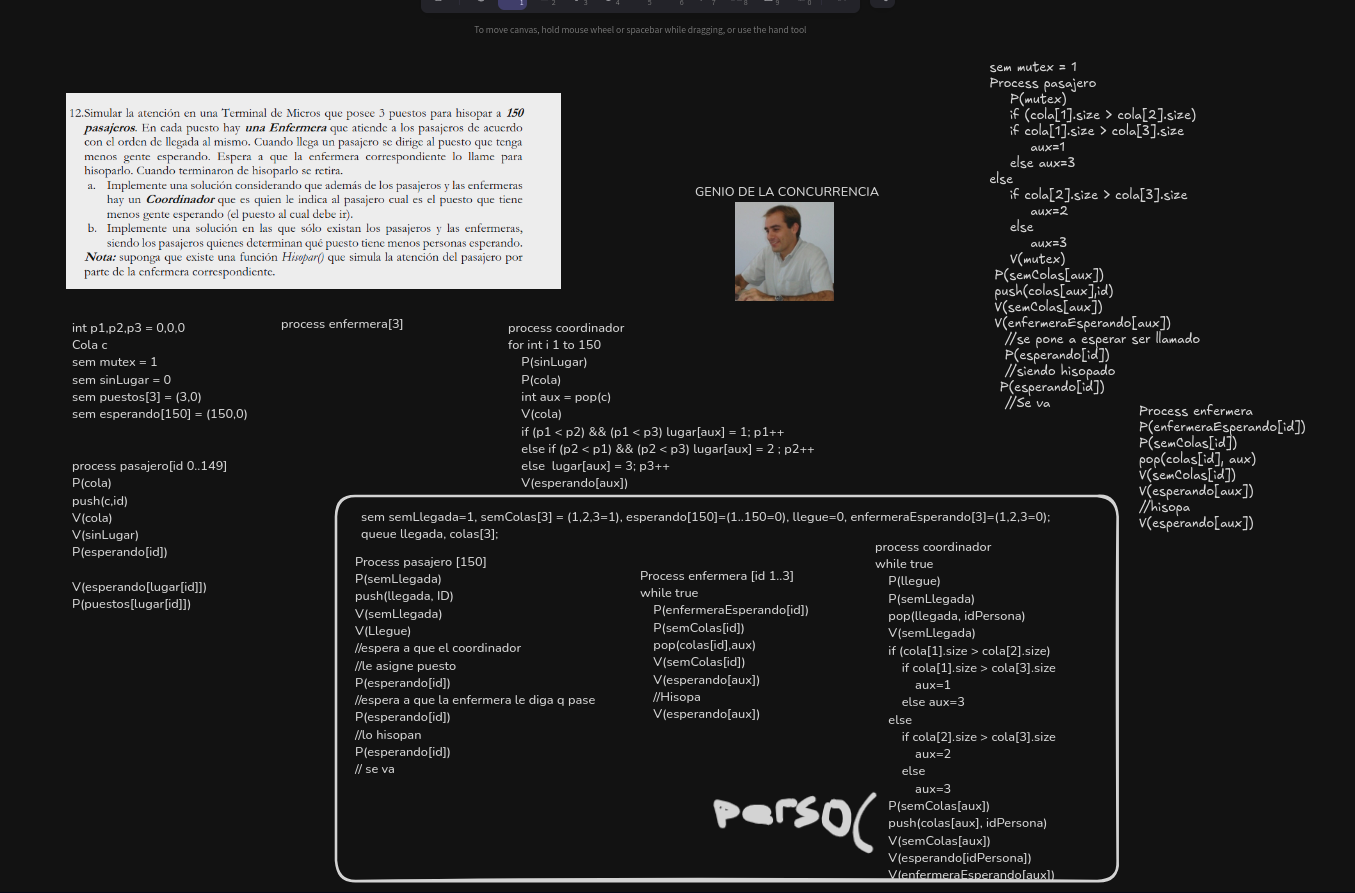 1 2 3 4 5 6 7 8 9 0
To move canvas, hold mouse wheel or spacebar while dragging, or use the hand tool
12.Simular la atención en una Terminal de Micros que posee 3 puestos para hisopar a 150
pasajeros. En cada puesto hay una Enfermera que atiende a los pasajeros de acuerdo
con el orden de llegada al mismo. Cuando llega un pasajero se dirige al puesto que tenga
menos gente esperando. Espera a que la enfermera correspondiente lo llame para
hisoparlo. Cuando terminaron de hisoparlo se retira.
a. Implemente una solución considerando que además de los pasajeros y las enfermeras
hay un Coordinador que es quien le indica al pasajero cual es el puesto que tiene
menos gente esperando (el puesto al cual debe ir).
b. Implemente una solución en las que sólo existan los pasajeros y las enfermeras,
siendo los pasajeros quienes determinan qué puesto tiene menos personas esperando.
Nota: suponga que existe una función Hisopar() que simula la atención del pasajero por
parte de la enfermera correspondiente.
GENIO DE LA CONCURRENCIA
int p1,p2,p3 = 0,0,0
Cola c
sem mutex = 1
sem sinLugar = 0
sem puestos[3] = (3,0)
sem esperando[150] = (150,0)
process pasajero[id 0..149]
P(cola)
push(c,id)
V(cola)
V(sinLugar)
P(esperando[id])
V(esperando[lugar[id]])
P(puestos[lugar[id]])
process enfermera[3]
process coordinador
for int i 1 to 150
P(sinLugar)
P(cola)
int aux = pop(c)
V(cola)
if (p1 < p2) && (p1 < p3) lugar[aux] = 1; p1++
else if (p2 < p1) && (p2 < p3) lugar[aux] = 2 ; p2++
else lugar[aux] = 3; p3++
V(esperando[aux])
sem semLlegada=1, semColas[3] = (1,2,3=1), esperando[150]=(1..150=0), llegue=0, enfermeraEsperando[3]=(1,2,3=0);
queue llegada, colas[3];
Process pasajero [150]
P(semLlegada)
push(llegada, ID)
V(semLlegada)
V(Llegue)
//espera a que el coordinador
//le asigne puesto
P(esperando[id])
//espera a que la enfermera le diga q pase
P(esperando[id])
//lo hisopan
P(esperando[id])
// se va
Process enfermera [id 1..3]
while true
P(enfermeraEsperando[id])
P(semColas[id])
pop(colas[id],aux)
V(semColas[id])
V(esperando[aux])
//Hisopa
V(esperando[aux])
process coordinador
while true
P(llegue)
P(semLlegada)
pop(llegada, idPersona)
V(semLlegada)
if (cola[1].size > cola[2].size)
if cola[1].size > cola[3].size
aux=1
else aux=3
else
if cola[2].size > cola[3].size
aux=2
else
aux=3
P(semColas[aux])
push(colas[aux], idPersona)
V(semColas[aux])
V(esperando[idPersona])
V(enfermeraEsperando[aux])
perso(
sem mutex = 1
Process pasajero
P(mutex)
if (cola[1].size > cola[2].size)
if cola[1].size > cola[3].size
aux=1
else aux=3
else
if cola[2].size > cola[3].size
aux=2
else
aux=3
V(mutex)
P(semColas[aux])
push(colas[aux],id)
V(semColas[aux])
V(enfermeraEsperando[aux])
//se pone a esperar ser llamado
P(esperando[id])
//siendo hisopado
P(esperando[id])
//Se va
Process enfermera
P(enfermeraEsperando[id])
P(semColas[id])
pop(colas[id], aux)
V(semColas[id])
V(esperando[aux])
//hisopa
V(esperando[aux])